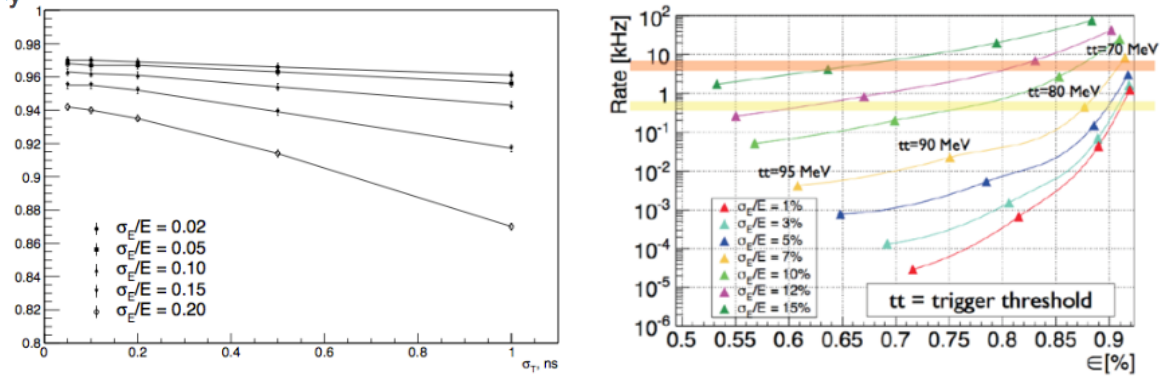 y
0.98
0.96
0.94
0.92
0.9
0.88
0.86
0.84
0.82
0.8
0
0.2
0.4
0.6
0.8
1
σT, ns
σE/E = 0.02
σE/E = 0.05
σE/E = 0.10
σE/E = 0.15
σE/E = 0.20
Rate [kHz]
10²
10
1
10⁻¹
10⁻²
10⁻³
10⁻⁴
10⁻⁵
10⁻⁶
tt=70 MeV
tt=80 MeV
tt=90 MeV
tt=95 MeV
σE/E = 1%
σE/E = 3%
σE/E = 5%
σE/E = 7%
σE/E = 10%
σE/E = 12%
σE/E = 15%
tt = trigger threshold
0.5
0.55
0.6
0.65
0.7
0.75
0.8
0.85
0.9
∈[%]